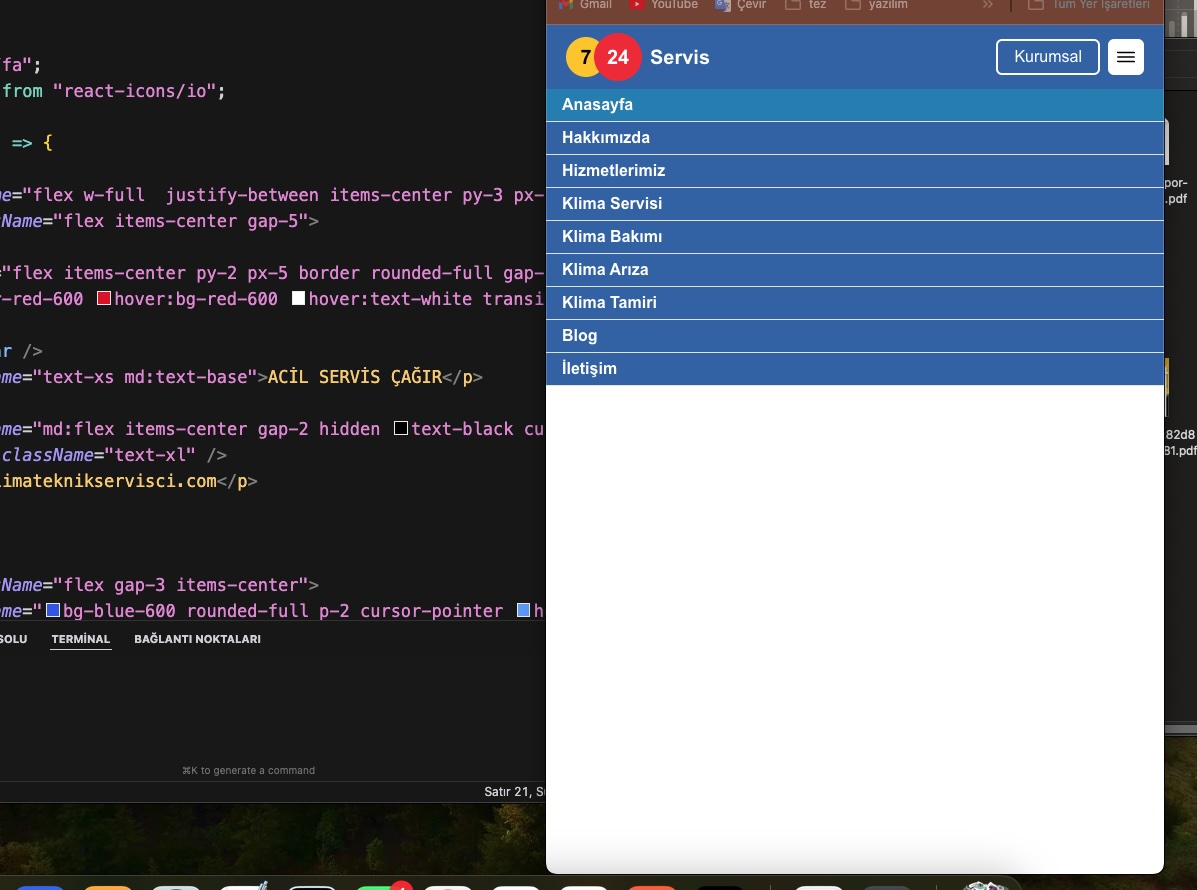 Gmail YouTube Çevir tez yazılım » Tüm Yer İşaretleri
7 24 Servis Kurumsal
Anasayfa
Hakkımızda
Hizmetlerimiz
Klima Servisi
Klima Bakımı
Klima Arıza
Klima Tamiri
Blog
İletişim
fa";
from "react-icons/io";
=> {
me="flex w-full justify-between items-center py-3 px-
Name="flex items-center gap-5">
="flex items-center py-2 px-5 border rounded-full gap-
-red-600 hover:bg-red-600 hover:text-white transi
ar />
ame="text-xs md:text-base">ACİL SERVİS ÇAĞIR</p>
me="md:flex items-center gap-2 hidden text-black cu
className="text-xl" />
limateknikservisci.com</p>
Name="flex gap-3 items-center">
me="bg-blue-600 rounded-full p-2 cursor-pointer h
SOLU TERMİNAL BAĞLANTI NOKTALARI
⌘K to generate a command
Satır 21, S
por-
.pdf
82d8
81.pdf